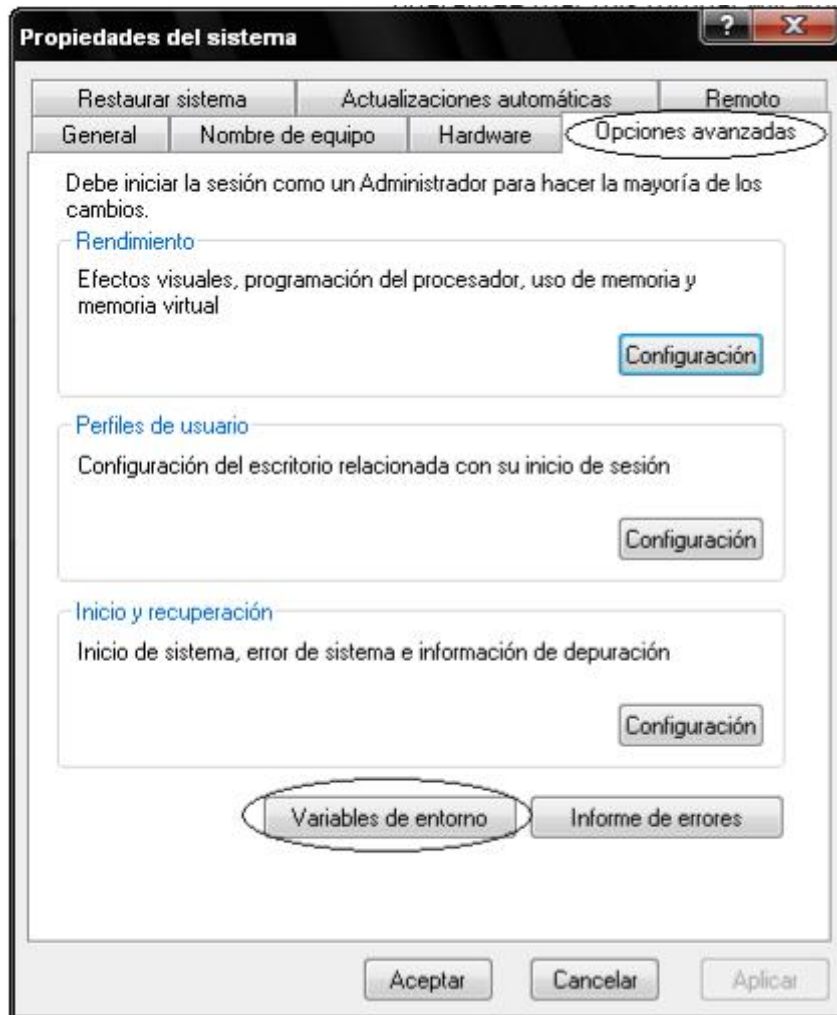 Propiedades del sistema
?
X
Restaurar sistema
Actualizaciones automáticas
Remoto
General
Nombre de equipo
Hardware
Opciones avanzadas
Debe iniciar la sesión como un Administrador para hacer la mayoría de los
cambios.
Rendimiento
Efectos visuales, programación del procesador, uso de memoria y
memoria virtual
Configuración
Perfiles de usuario
Configuración del escritorio relacionada con su inicio de sesión
Configuración
Inicio y recuperación
Inicio de sistema, error de sistema e información de depuración
Configuración
Variables de entorno
Informe de errores
Aceptar
Cancelar
Aplicar